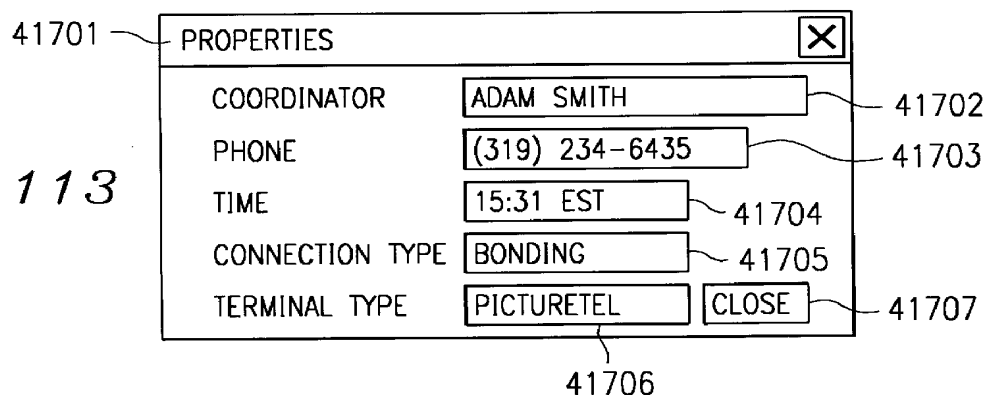 41701 PROPERTIES X
COORDINATOR ADAM SMITH 41702
PHONE (319) 234-6435 41703
113 TIME 15:31 EST 41704
CONNECTION TYPE BONDING 41705
TERMINAL TYPE PICTURETEL CLOSE 41707
41706